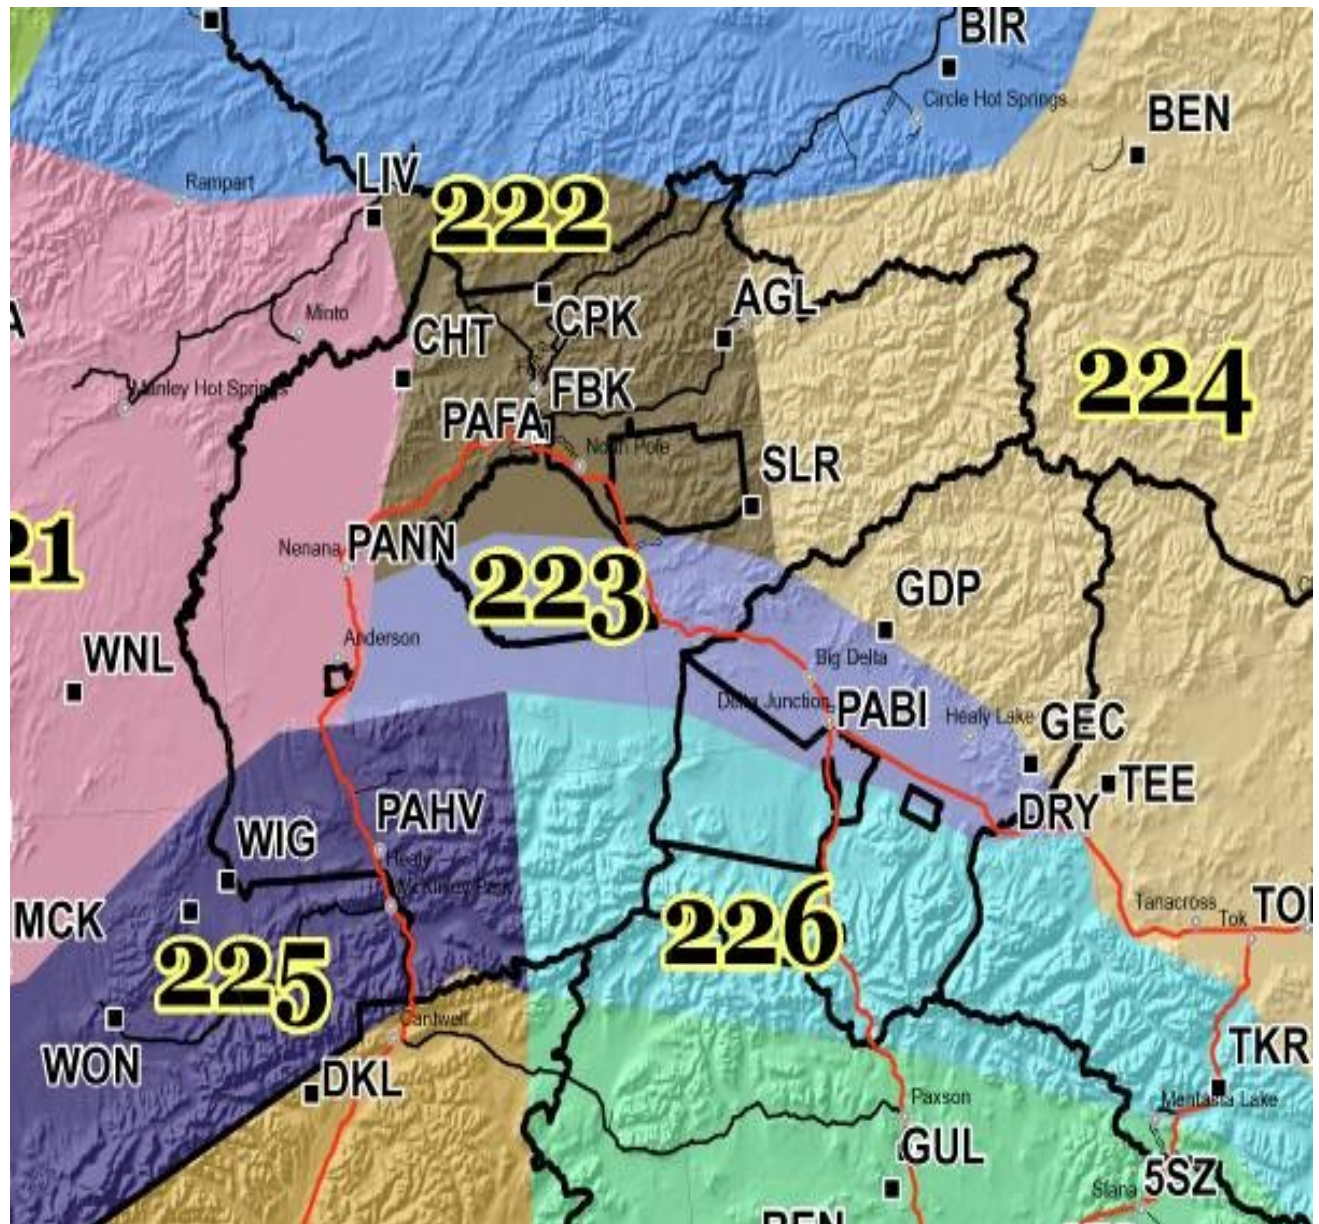 BIR
Circle Hot Springs
BEN
LIV
Rampart
222
AGL
Minto
CPK
A
CHT
224
Manley Hot Springs
FBK
PAFA
North Pole
SLR
21
Nenana
PANN
223
GDP
Anderson
WNL
Big Delta
Delta Junction
PABI
Healy Lake
GEC
TEE
PAHV
DRY
WIG
Healy
McKinley Park
MCK
226
Tanacross
Tok
TO
225
Cantwell
WON
TKR
DKL
Paxson
Mentasta Lake
GUL
5SZ
Slana